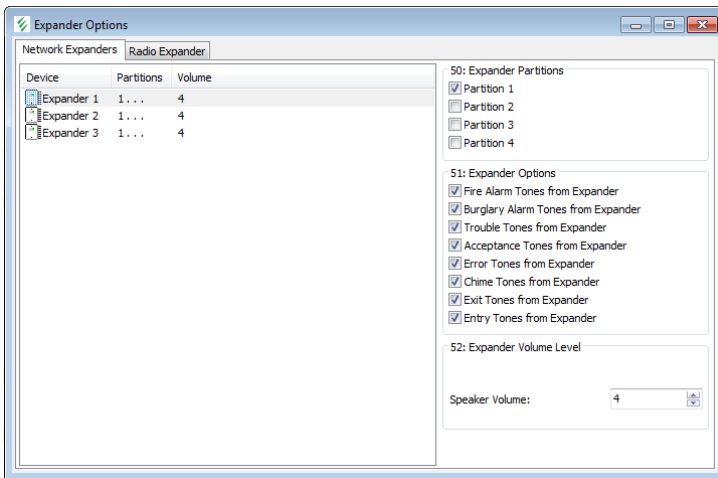 Expander Options
Network Expanders Radio Expander
Device Partitions Volume
Expander 1 1... 4
Expander 2 1... 4
Expander 3 1... 4
50: Expander Partitions
Partition 1
Partition 2
Partition 3
Partition 4
51: Expander Options
Fire Alarm Tones from Expander
Burglary Alarm Tones from Expander
Trouble Tones from Expander
Acceptance Tones from Expander
Error Tones from Expander
Chime Tones from Expander
Exit Tones from Expander
Entry Tones from Expander
52: Expander Volume Level
Speaker Volume: 4